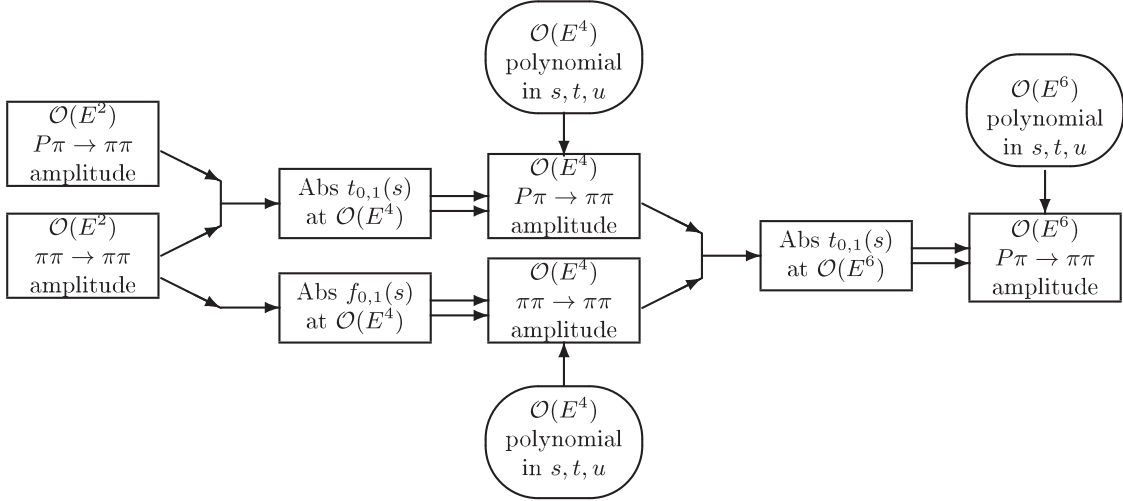 𝒪(E⁴)
polynomial
in s, t, u
𝒪(E²)
Pπ → ππ
amplitude
𝒪(E²)
ππ → ππ
amplitude
Abs t₀,₁(s)
at 𝒪(E⁴)
Abs f₀,₁(s)
at 𝒪(E⁴)
𝒪(E⁴)
Pπ → ππ
amplitude
𝒪(E⁴)
ππ → ππ
amplitude
𝒪(E⁴)
polynomial
in s, t, u
Abs t₀,₁(s)
at 𝒪(E⁶)
𝒪(E⁶)
polynomial
in s, t, u
𝒪(E⁶)
Pπ → ππ
amplitude